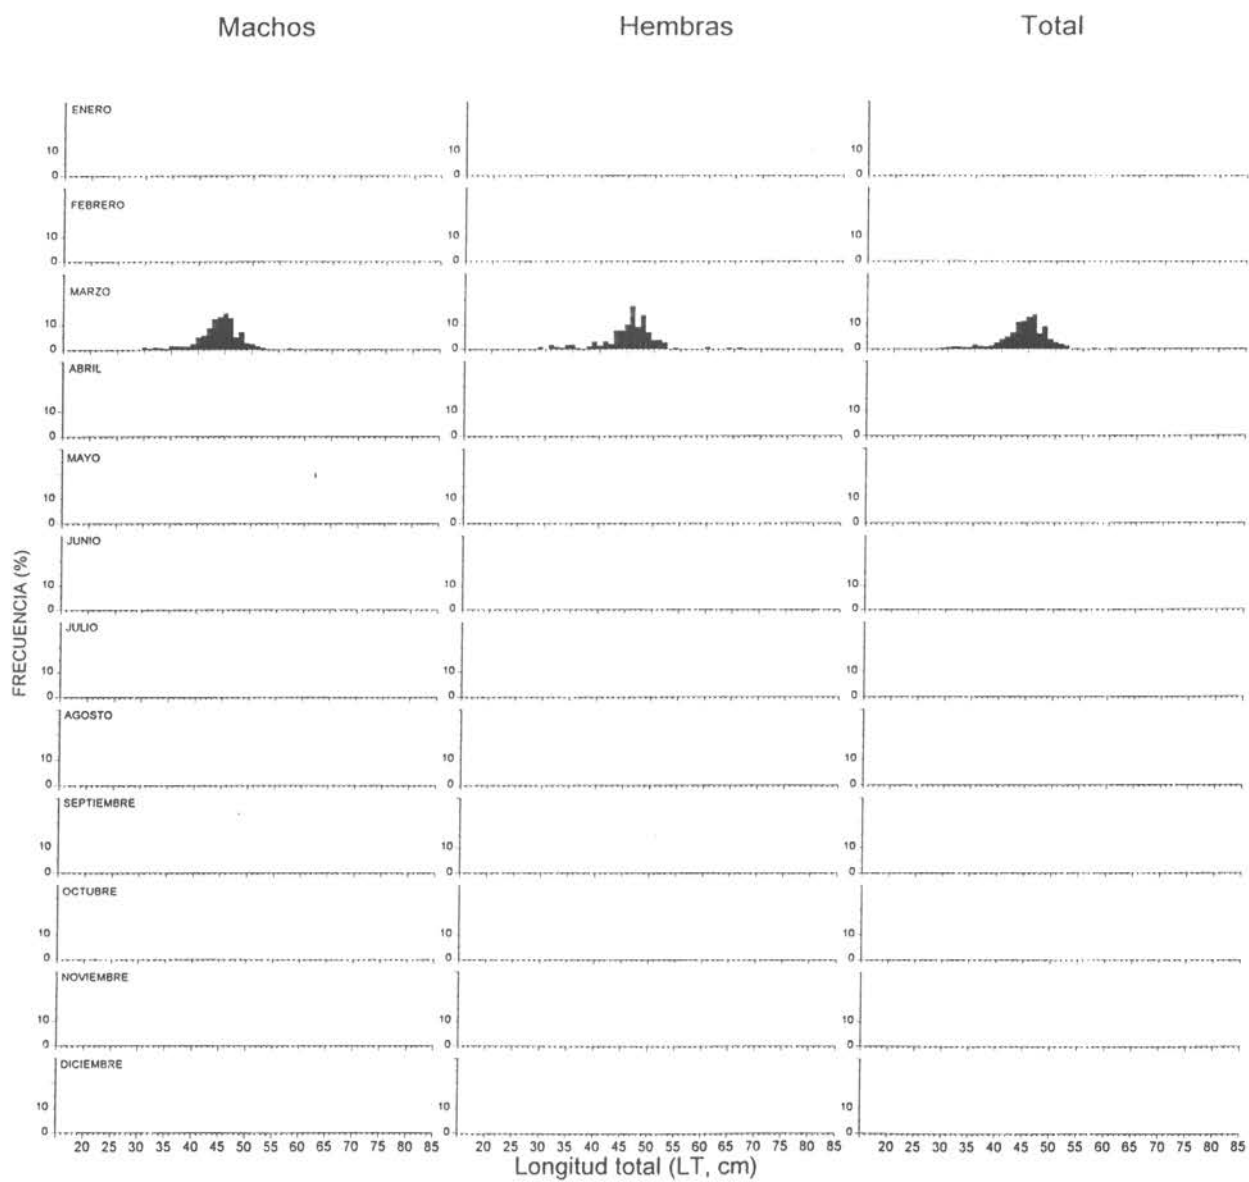 Machos Hembras Total
ENERO
10 10 10
0 0 0
FEBRERO
10 10 10
0 0 0
MARZO
10 10 10
0 0 0
ABRIL
10 10 10
0 0 0
MAYO
10 10 10
0 0 0
JUNIO
10 10 10
0 0 0
JULIO
10 10 10
0 0 0
AGOSTO
10 10 10
0 0 0
SEPTIEMBRE
10 10 10
0 0 0
OCTUBRE
10 10 10
0 0 0
NOVIEMBRE
10 10 10
0 0 0
DICIEMBRE
10 10 10
0 0 0
FRECUENCIA (%)
20 25 30 35 40 45 50 55 60 65 70 75 80 85 20 25 30 35 40 45 50 55 60 65 70 75 80 85 20 25 30 35 40 45 50 55 60 65 70 75 80 85
Longitud total (LT, cm)